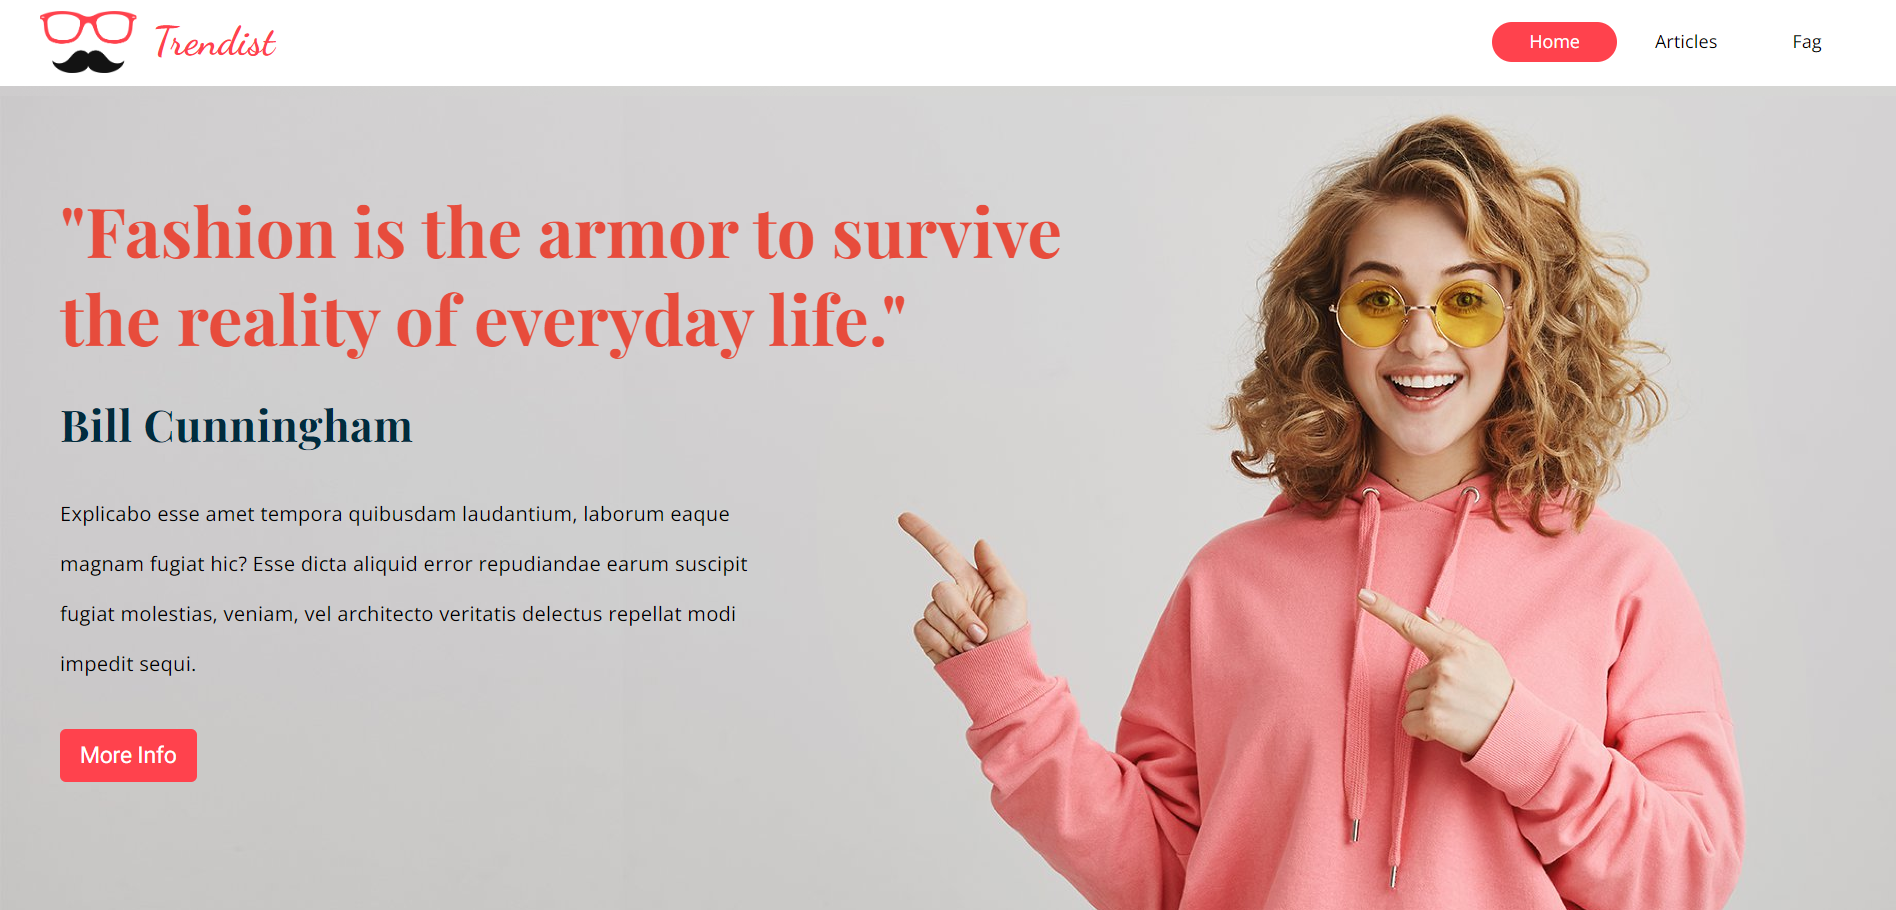 Trendist
Home
Articles
Fag
"Fashion is the armor to survive
the reality of everyday life."
Bill Cunningham
Explicabo esse amet tempora quibusdam laudantium, laborum eaque
magnam fugiat hic? Esse dicta aliquid error repudiandae earum suscipit
fugiat molestias, veniam, vel architecto veritatis delectus repellat modi
impedit sequi.
More Info